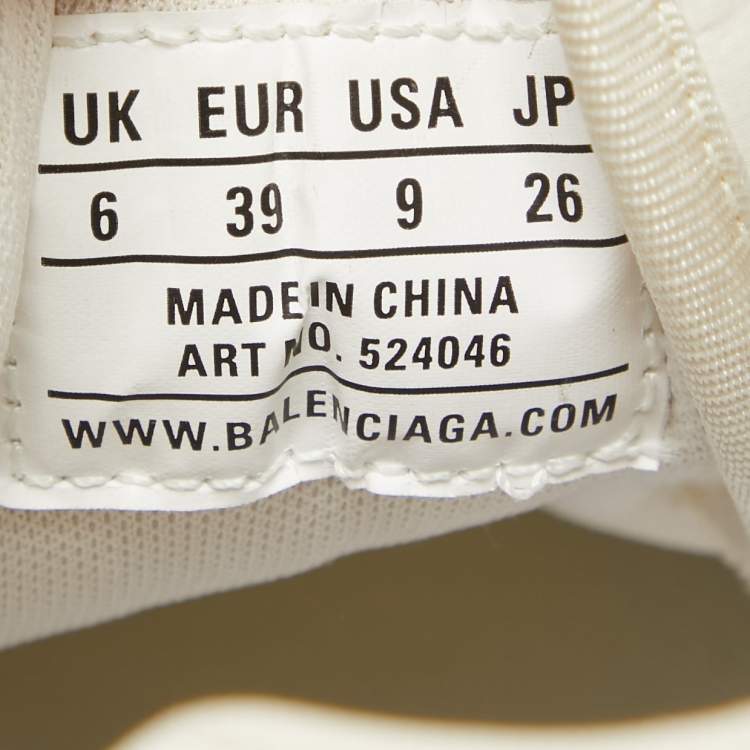 UK EUR USA JP
6 39 9 26
MADE IN CHINA
ART NO. 524046
WWW.BALENCIAGA.COM